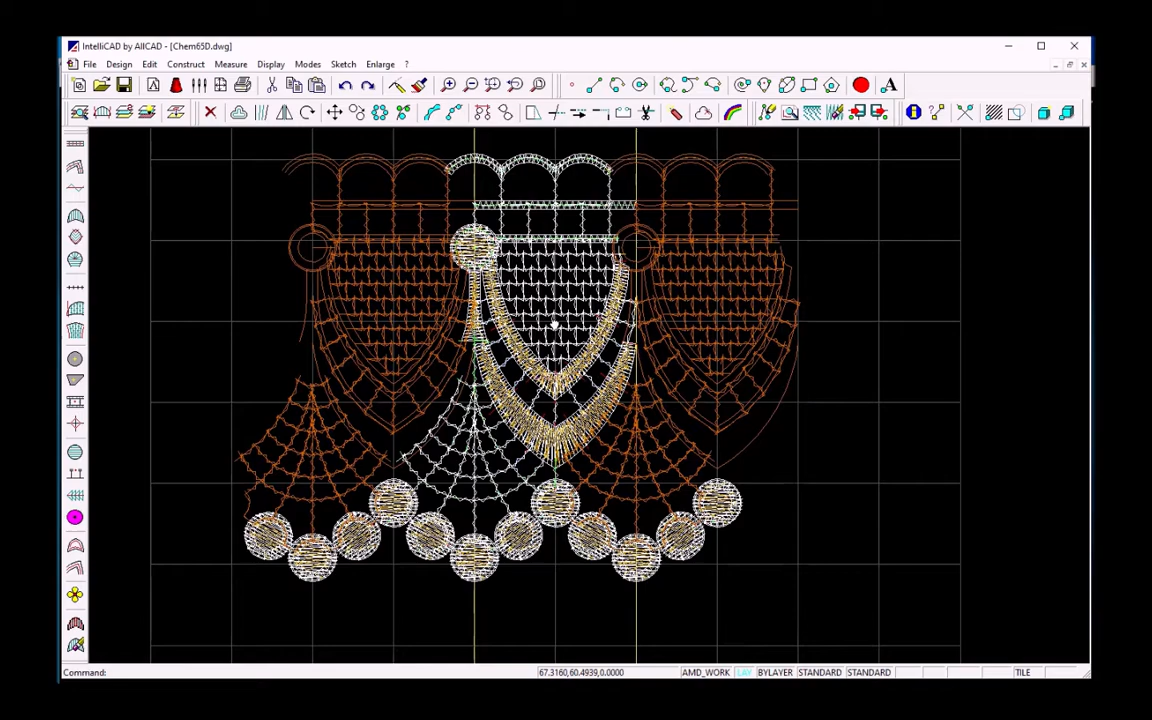 IntelliCAD by AllCAD - [Chem65D.dwg]
File Design Edit Construct Measure Display Modes Sketch Enlarge ?
A
A
Command: 67.3160,60.4939,0.0000 AMD_WORK LAY BYLAYER STANDARD STANDARD TILE